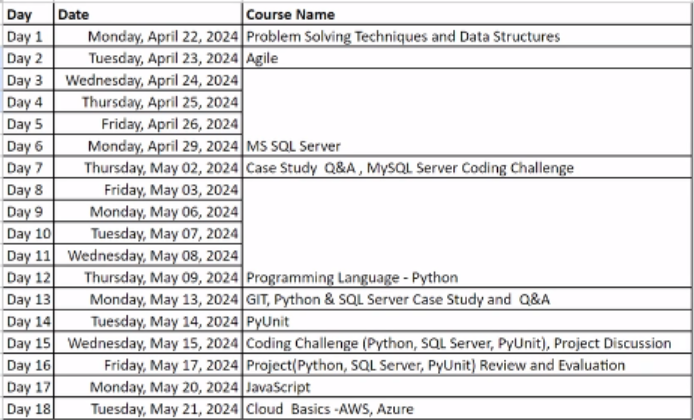 Day Date Course Name
Day 1 Monday, April 22, 2024 Problem Solving Techniques and Data Structures
Day 2 Tuesday, April 23, 2024 Agile
Day 3 Wednesday, April 24, 2024
Day 4 Thursday, April 25, 2024
Day 5 Friday, April 26, 2024
Day 6 Monday, April 29, 2024 MS SQL Server
Day 7 Thursday, May 02, 2024 Case Study Q&A , MySQL Server Coding Challenge
Day 8 Friday, May 03, 2024
Day 9 Monday, May 06, 2024
Day 10 Tuesday, May 07, 2024
Day 11 Wednesday, May 08, 2024
Day 12 Thursday, May 09, 2024 Programming Language - Python
Day 13 Monday, May 13, 2024 GIT, Python & SQL Server Case Study and Q&A
Day 14 Tuesday, May 14, 2024 PyUnit
Day 15 Wednesday, May 15, 2024 Coding Challenge (Python, SQL Server, PyUnit), Project Discussion
Day 16 Friday, May 17, 2024 Project(Python, SQL Server, PyUnit) Review and Evaluation
Day 17 Monday, May 20, 2024 JavaScript
Day 18 Tuesday, May 21, 2024 Cloud Basics -AWS, Azure